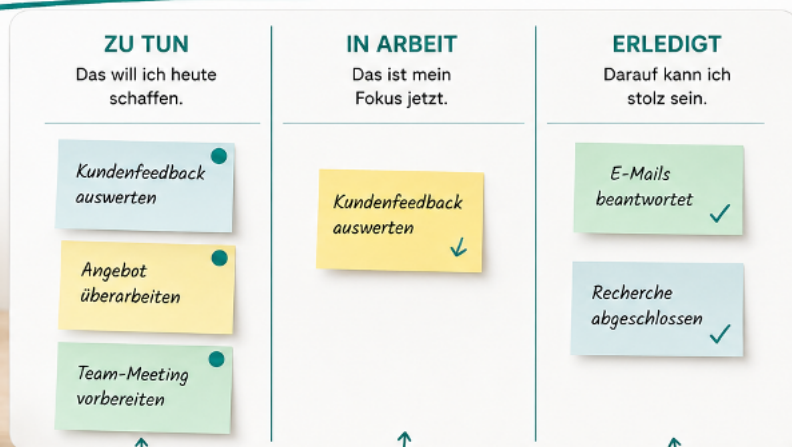 ZU TUN
Das will ich heute
schaffen.
Kundenfeedback
auswerten
Angebot
überarbeiten
Team-Meeting
vorbereiten
IN ARBEIT
Das ist mein
Fokus jetzt.
Kundenfeedback
auswerten
ERLEDIGT
Darauf kann ich
stolz sein.
E-Mails
beantwortet
Recherche
abgeschlossen